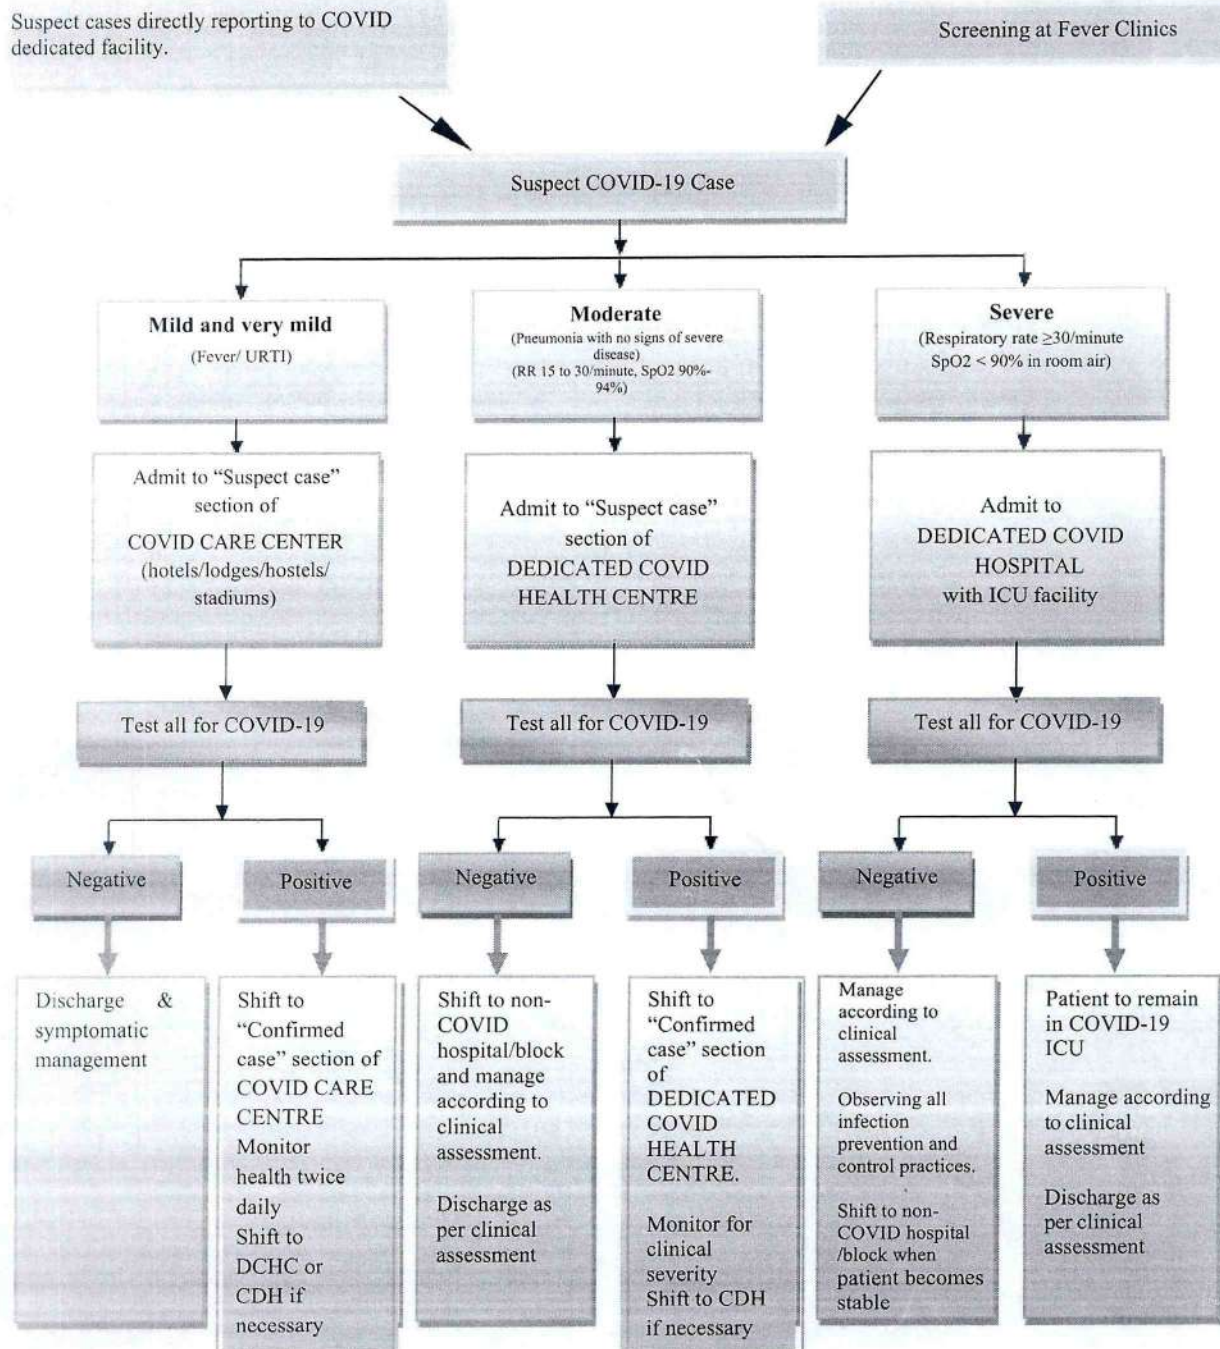 Suspect cases directly reporting to COVID
dedicated facility.
Screening at Fever Clinics
Suspect COVID-19 Case
Mild and very mild
(Fever/ URTI)
Moderate
(Pneumonia with no signs of severe
disease)
(RR 15 to 30/minute, SpO2 90%-
94%)
Severe
(Respiratory rate ≥30/minute
SpO2 < 90% in room air)
Admit to “Suspect case”
section of
COVID CARE CENTER
(hotels/lodges/hostels/
stadiums)
Admit to “Suspect case”
section of
DEDICATED COVID
HEALTH CENTRE
Admit to
DEDICATED COVID
HOSPITAL
with ICU facility
Test all for COVID-19
Test all for COVID-19
Test all for COVID-19
Negative
Positive
Negative
Positive
Negative
Positive
Discharge &
symptomatic
management
Shift to
“Confirmed
case” section of
COVID CARE
CENTRE
Monitor
health twice
daily
Shift to
DCHC or
CDH if
necessary
Shift to non-
COVID
hospital/block
and manage
according to
clinical
assessment.
Discharge as
per clinical
assessment
Shift to
“Confirmed
case” section
of
DEDICATED
COVID
HEALTH
CENTRE.
Monitor for
clinical
severity
Shift to CDH
if necessary
Manage
according to
clinical
assessment.
Observing all
infection
prevention and
control practices.
Shift to non-
COVID hospital
/block when
patient becomes
stable
Patient to remain
in COVID-19
ICU
Manage according
to clinical
assessment
Discharge as
per clinical
assessment